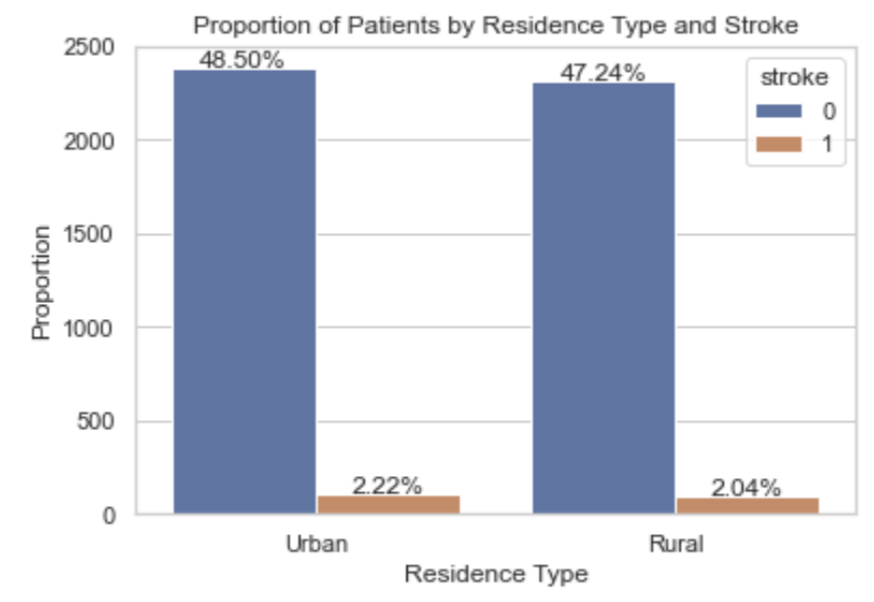 Proportion of Patients by Residence Type and Stroke
2500
2000
1500
1000
500
0
Proportion
48.50%
2.22%
47.24%
2.04%
stroke
0
1
Urban
Rural
Residence Type